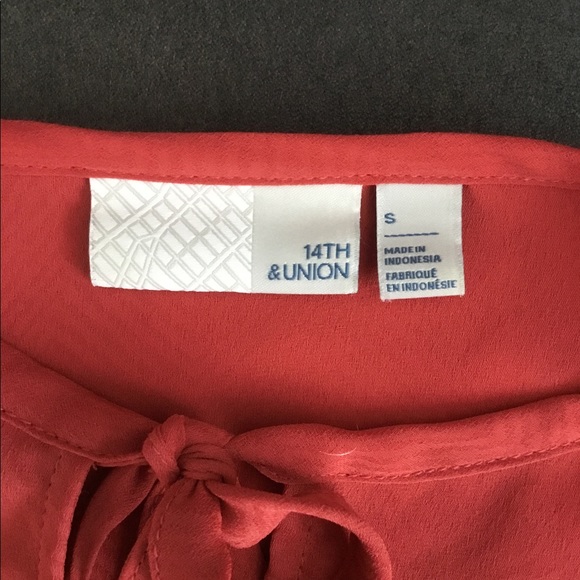 14TH
&UNION
S
MADE IN
INDONESIA
FABRIQUÉ
EN INDONÉSIE